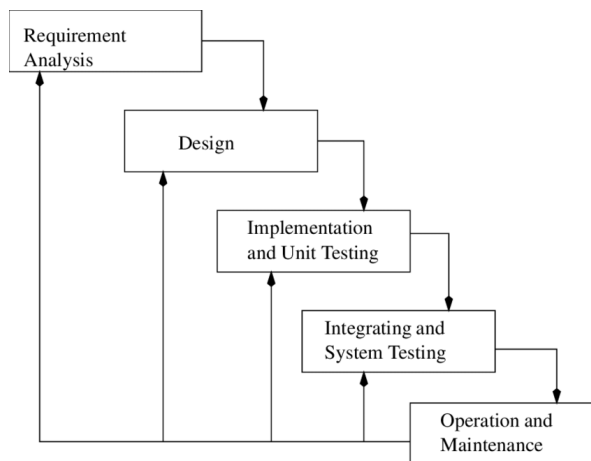 Requirement
Analysis
Design
Implementation
and Unit Testing
Integrating and
System Testing
Operation and
Maintenance